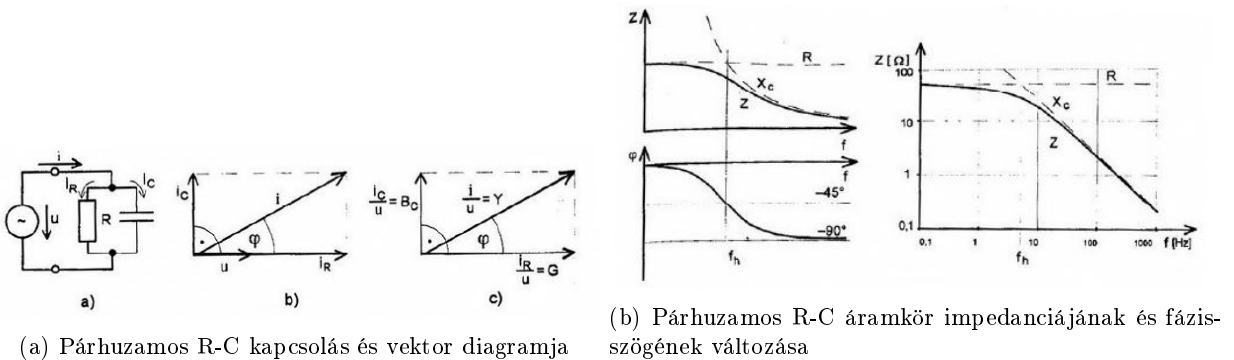 i
i_R
i_C
u
R
a)
i_C
i
φ
u
i_R
b)
i_C/u = B_C
i/u = Y
φ
i_R/u = G
c)
(a) Párhuzamos R-C kapcsolás és vektor diagramja
Z
R
X_c
Z
f
φ
f
–45°
–90°
f_h
Z [Ω]
100
R
X_c
10
Z
1
0,1
0.1 1 10 100 1000 f [Hz]
f_h
(b) Párhuzamos R-C áramkör impedanciájának és fázis-
szögének változása